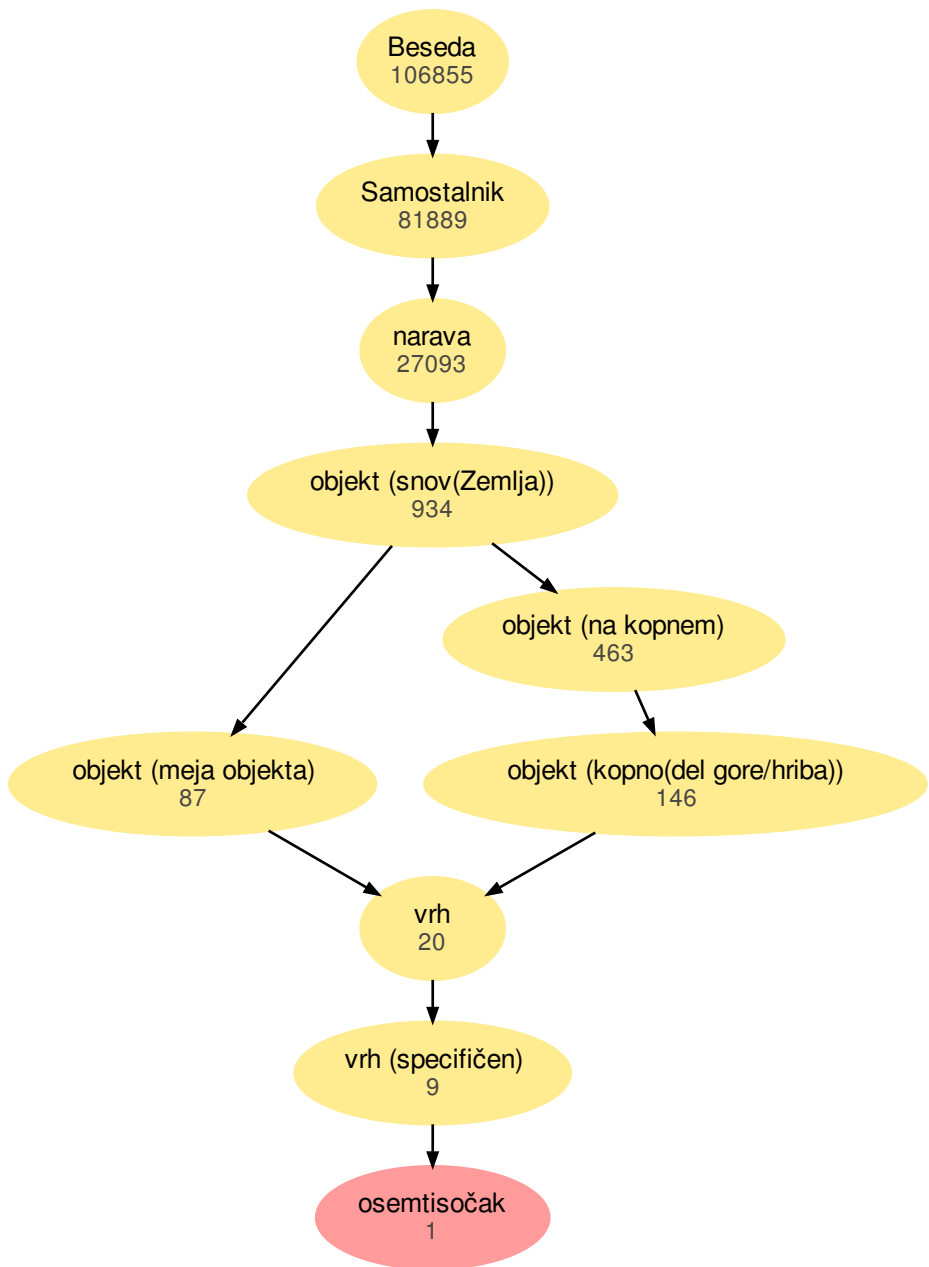 Beseda
106855
Samostalnik
81889
narava
27093
objekt (snov(Zemlja))
934
objekt (na kopnem)
463
objekt (meja objekta)
87
objekt (kopno(del gore/hriba))
146
vrh
20
vrh (specifičen)
9
osemtisočak
1